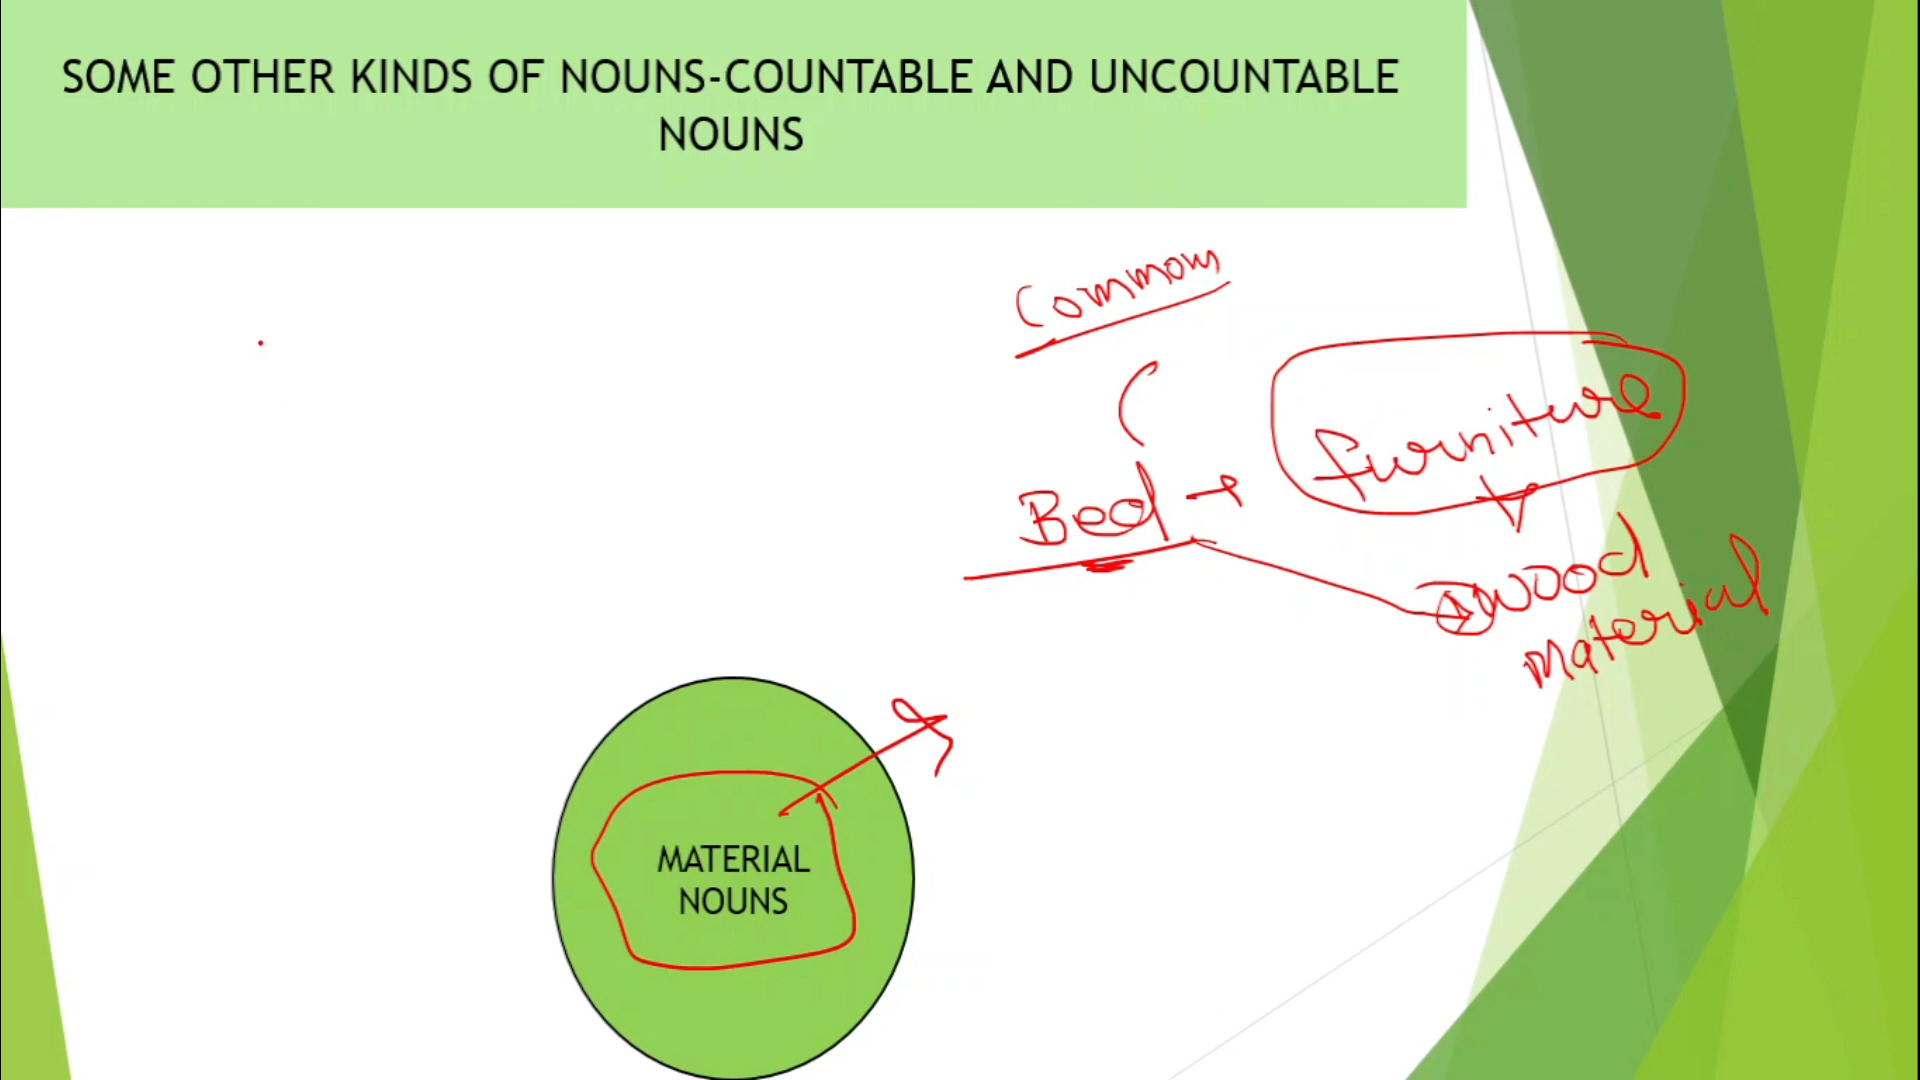 SOME OTHER KINDS OF NOUNS-COUNTABLE AND UNCOUNTABLE
NOUNS
Common
furniture
Bed
wood
Material
MATERIAL
NOUNS